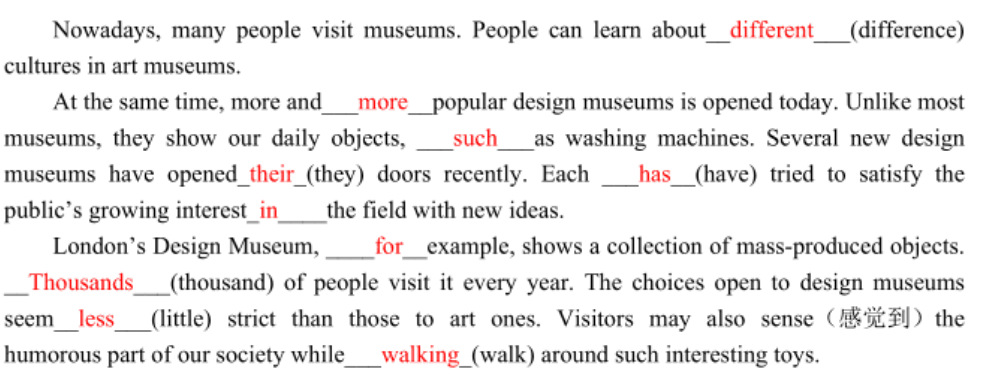 Nowadays, many people visit museums. People can learn about__different___(difference)
cultures in art museums.
At the same time, more and___more__popular design museums is opened today. Unlike most
museums, they show our daily objects, ___such___as washing machines. Several new design
museums have opened_their_(they) doors recently. Each ___has__(have) tried to satisfy the
public's growing interest_in____the field with new ideas.
London's Design Museum, ____for__example, shows a collection of mass-produced objects.
__Thousands___(thousand) of people visit it every year. The choices open to design museums
seem__less___(little) strict than those to art ones. Visitors may also sense（感觉到）the
humorous part of our society while___walking_(walk) around such interesting toys.